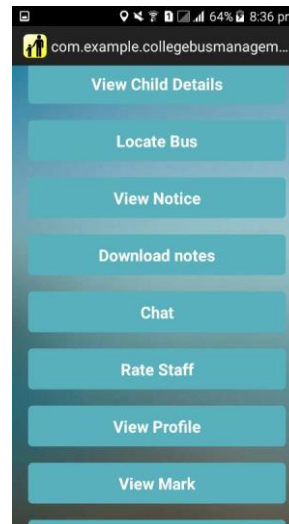 64% 8:36 pm
com.example.collegebusmanagem...
View Child Details
Locate Bus
View Notice
Download notes
Chat
Rate Staff
View Profile
View Mark